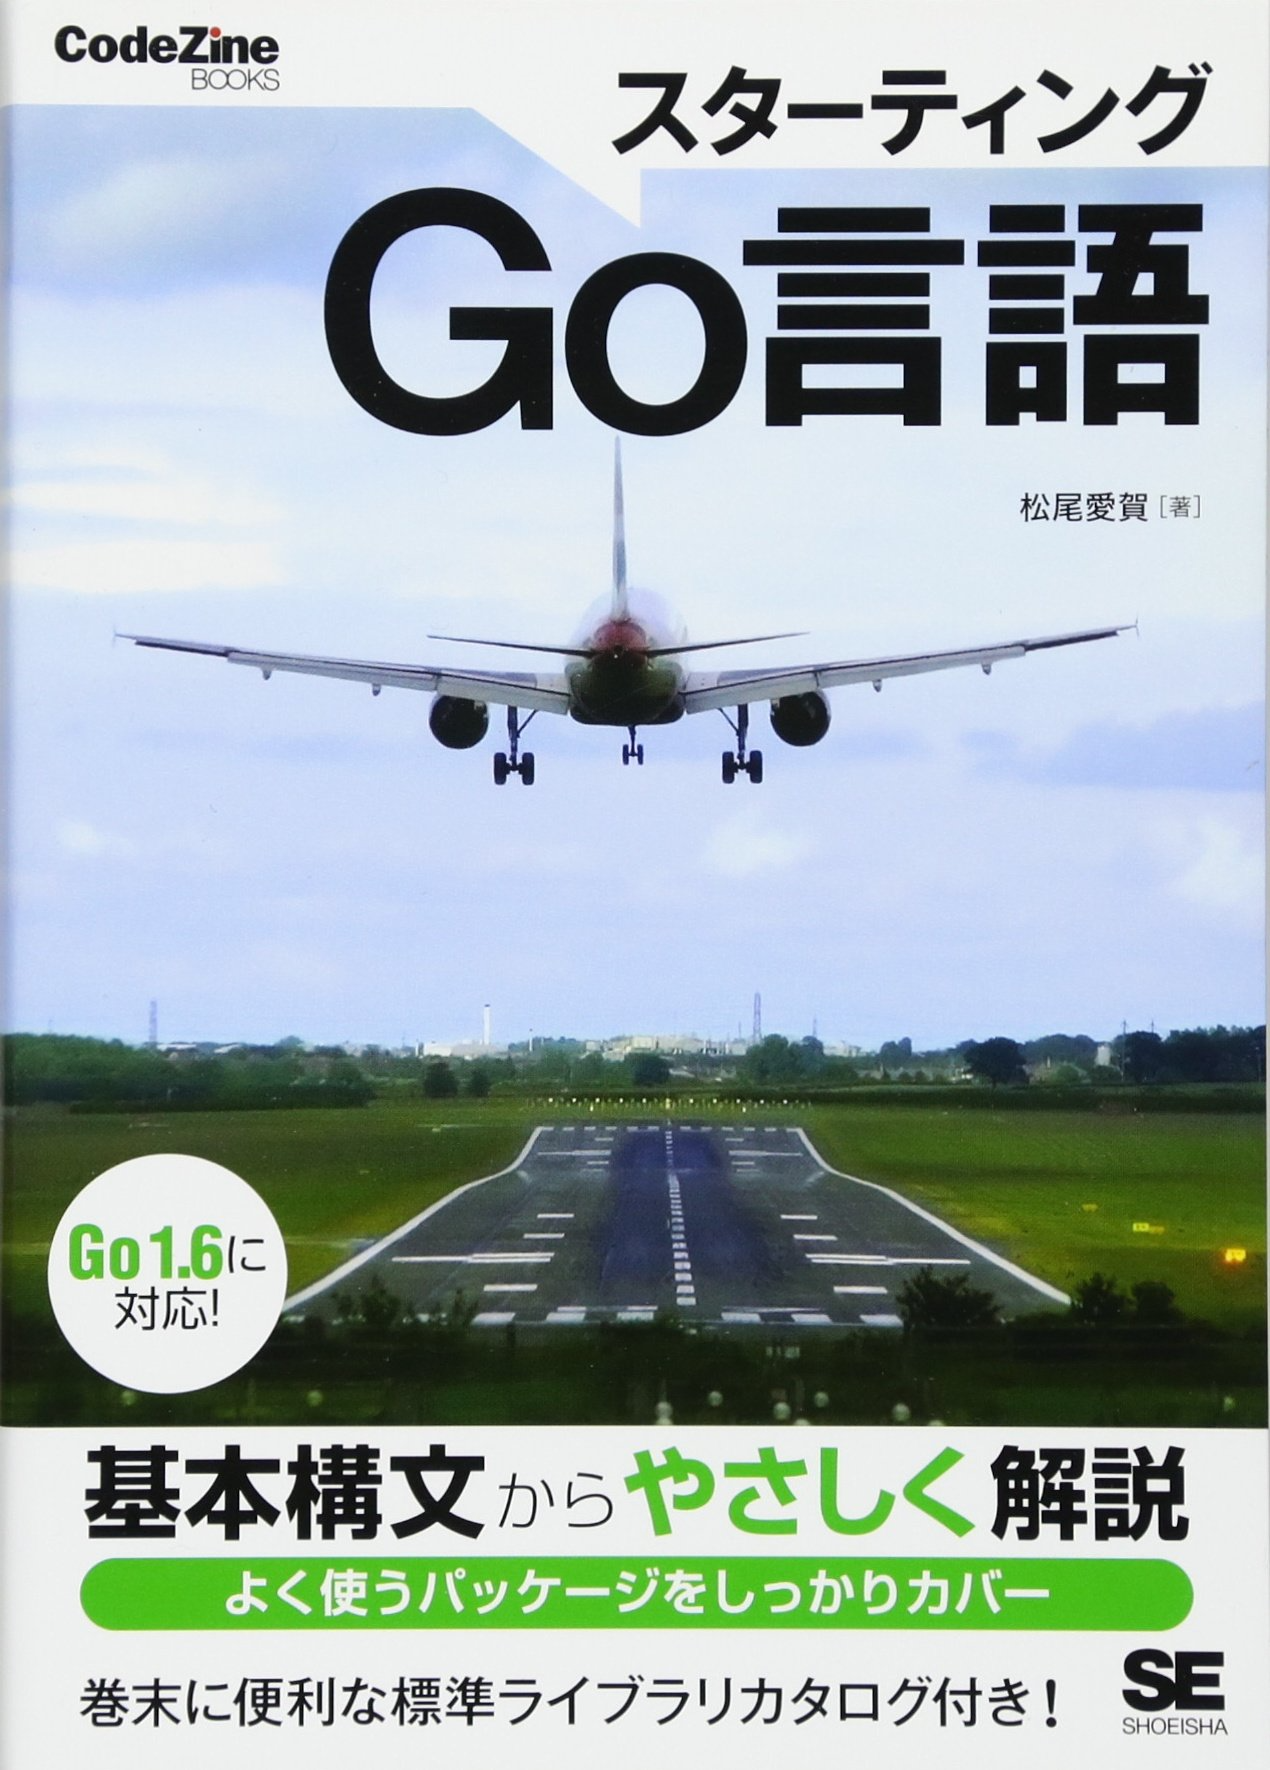 CodeZine
BOOKS
スターティング
Go言語
松尾愛賀［著］
Go 1.6に
対応!
基本構文からやさしく解説
よく使うパッケージをしっかりカバー
巻末に便利な標準ライブラリカタログ付き！
SE
SHOEISHA